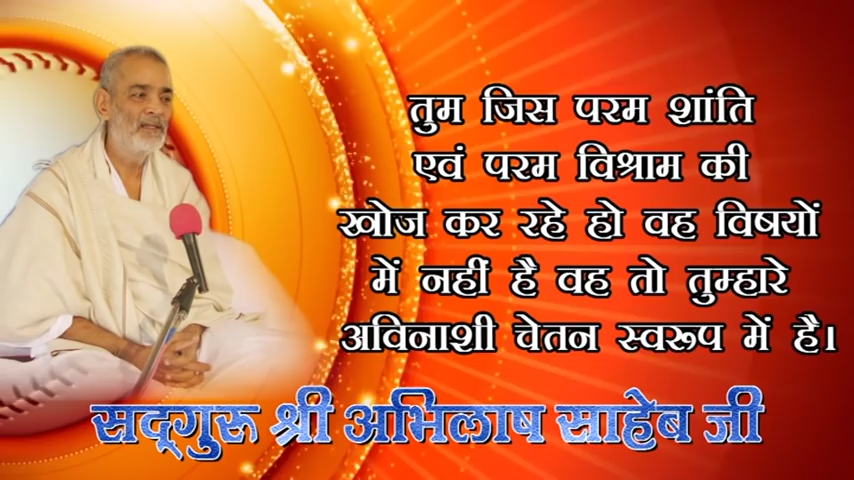 तुम जिस परम शांति
एवं परम विश्राम की
खोज कर रहे हो वह विषयों
में नहीं है वह तो तुम्हारे
अविनाशी चेतन स्वरूप में है।
सद्गुरु श्री अभिलाष साहेब जी